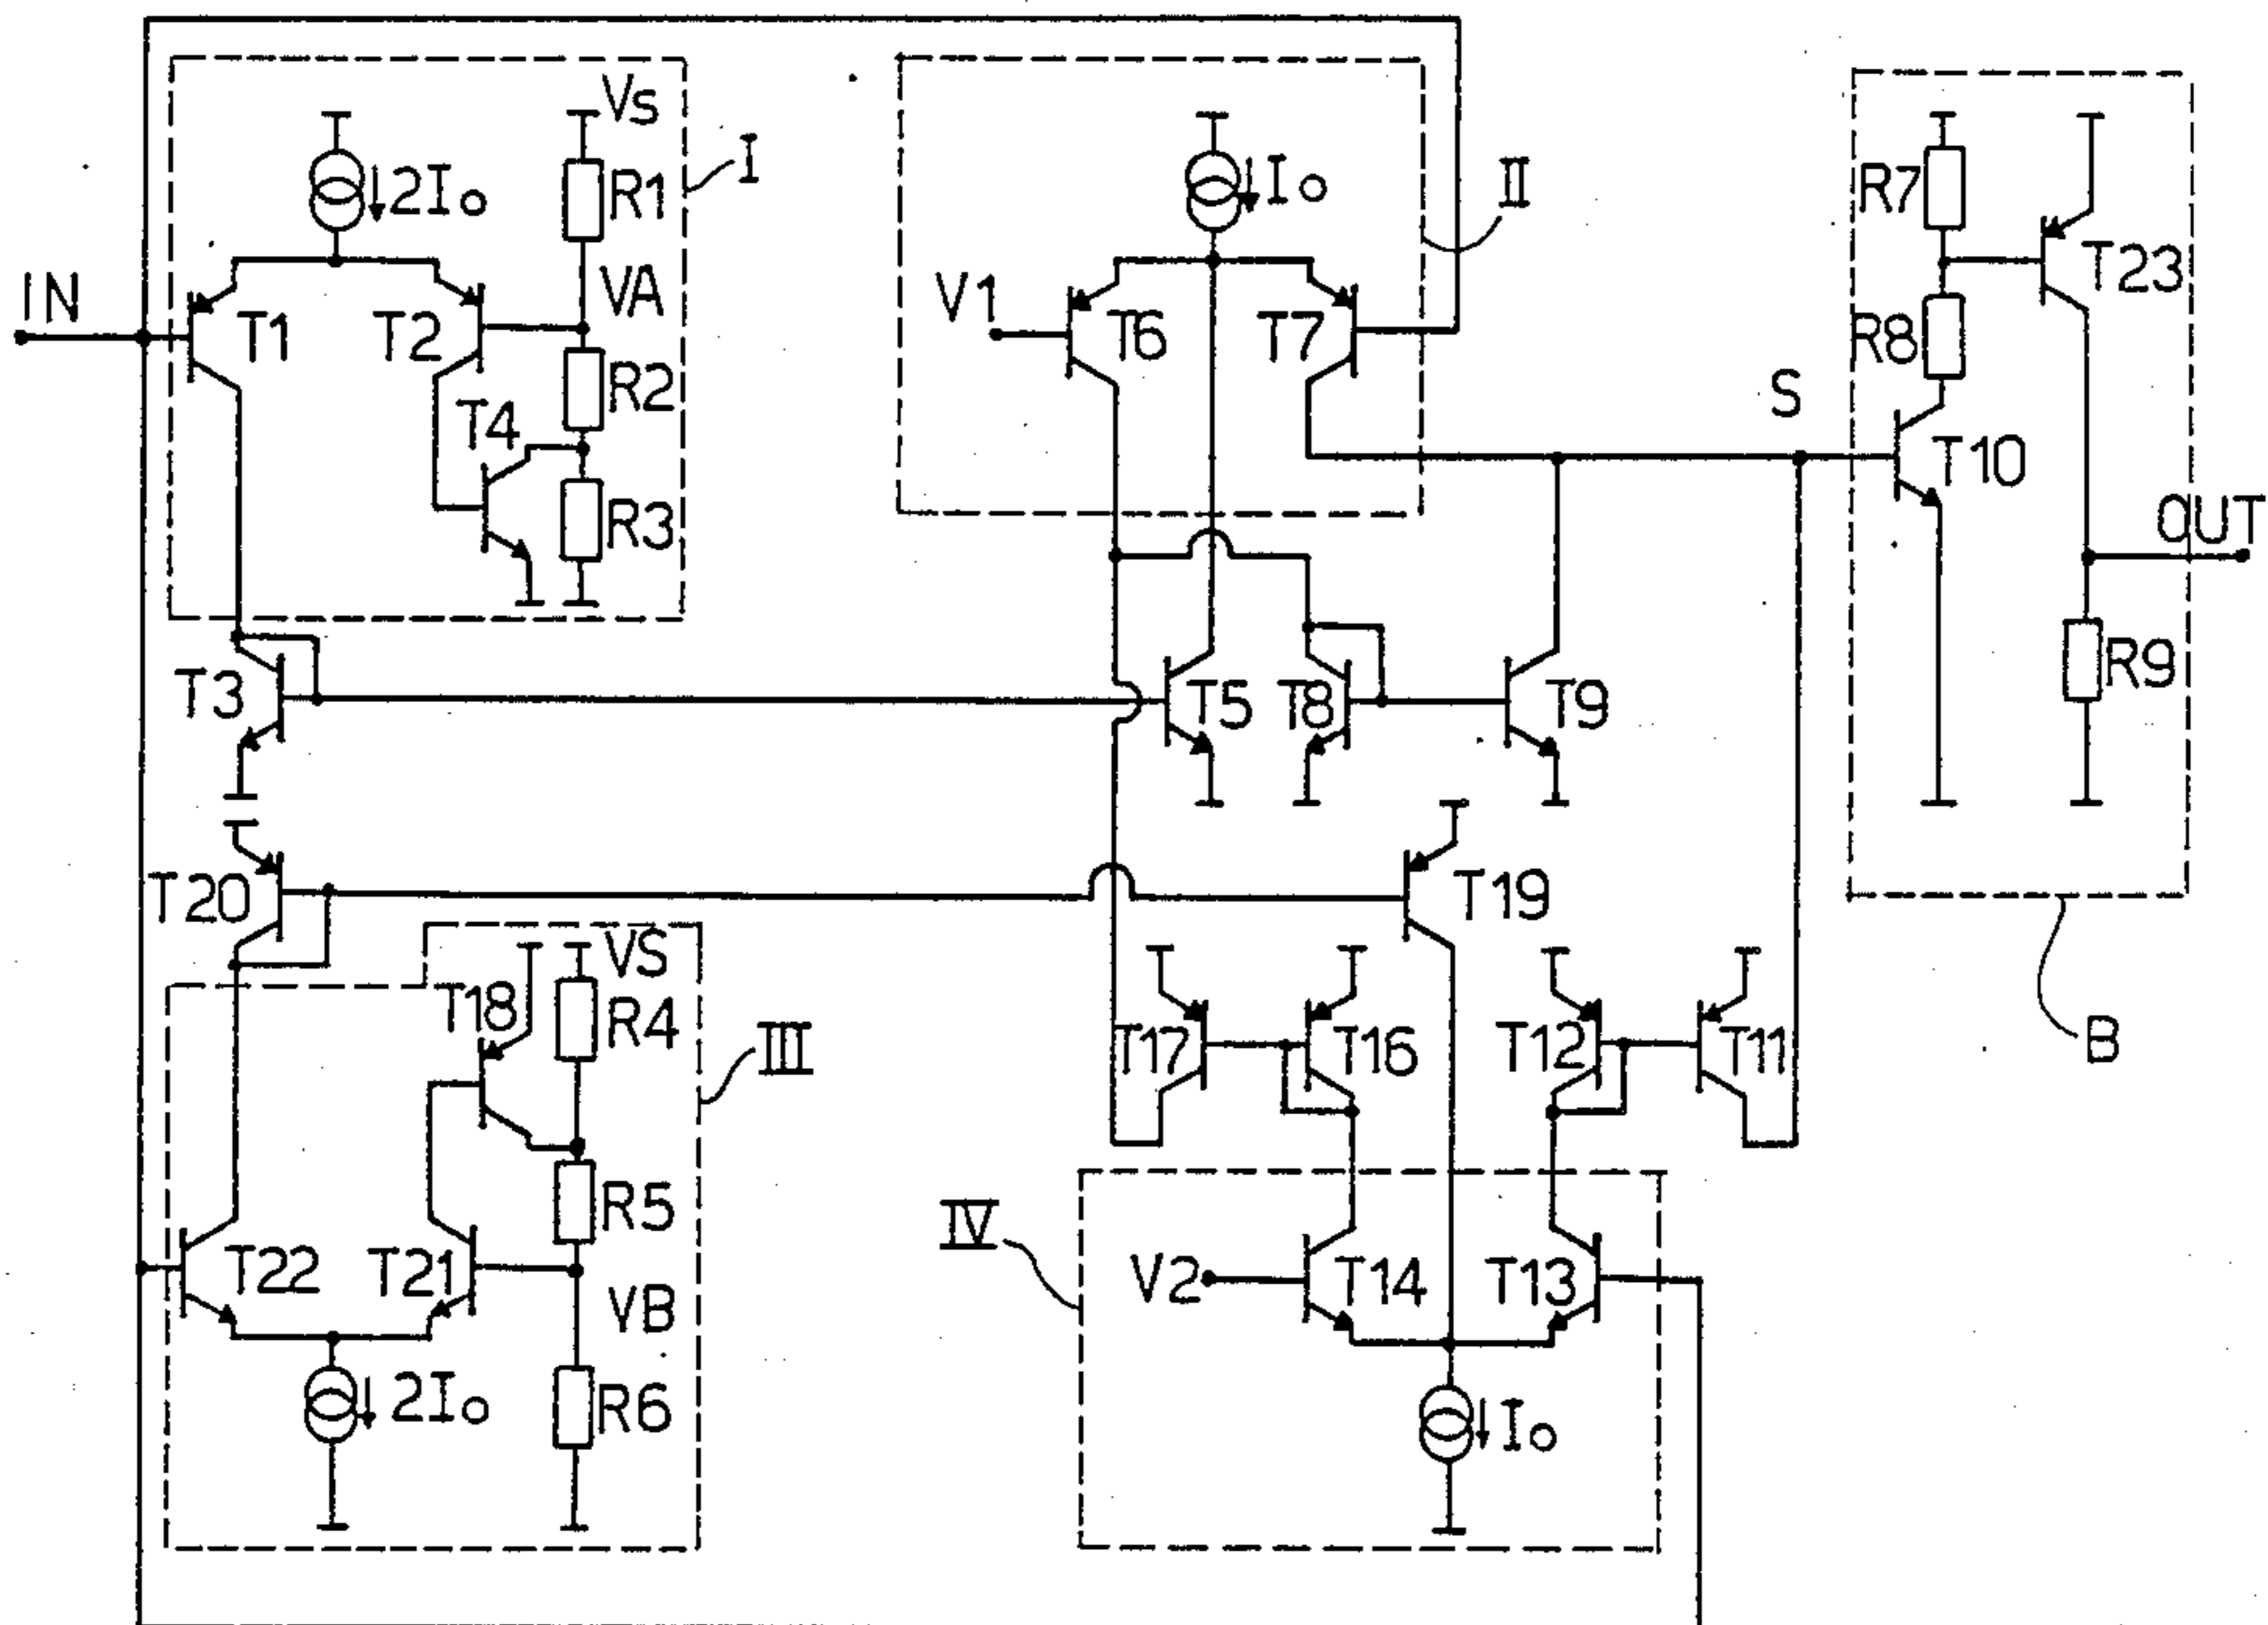 Vs
I
2Io
R1
Io
II
R7
IN
T1
T2
VA
V1
T6
T7
T23
R2
R8
S
T4
T10
R3
OUT
T3
T5
T8
T9
R9
T20
T19
VS
T18
R4
III
T17
T16
T12
T11
B
R5
IV
T22
T21
V2
T14
T13
VB
2Io
R6
Io